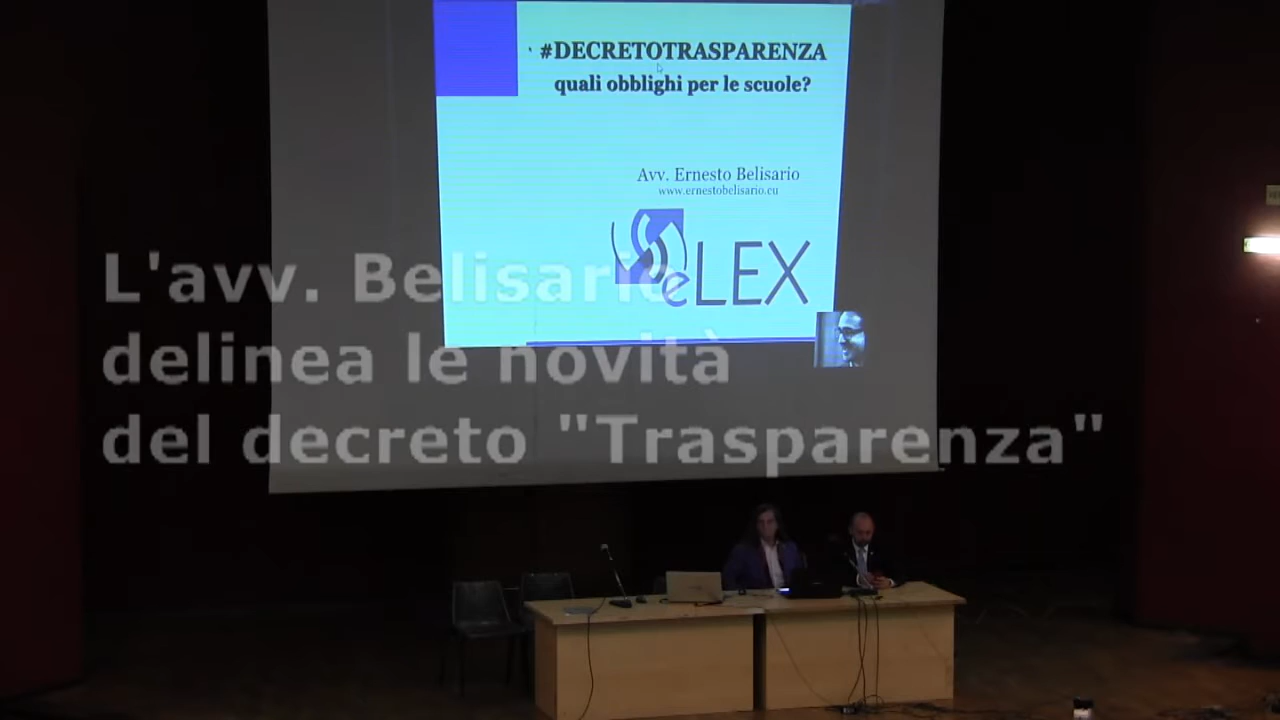 #DECRETOTRASPARENZA
quali obblighi per le scuole?
Avv. Ernesto Belisario
www.ernestobelisario.eu
eLEX
L'avv. Belisario
delinea le novità
del decreto "Trasparenza"